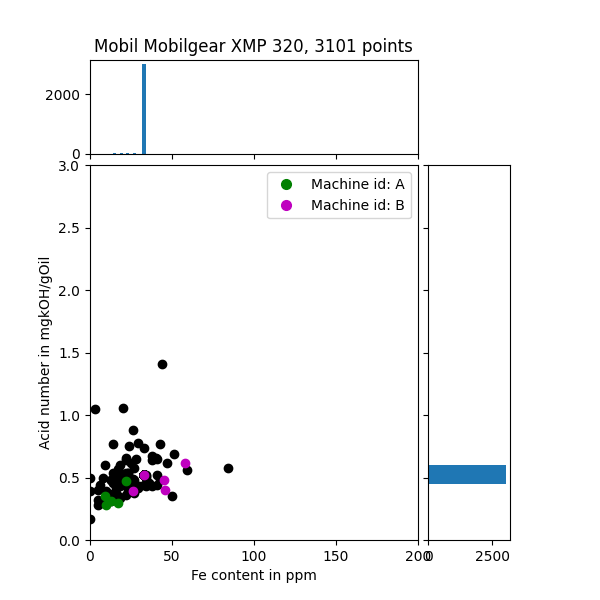 Mobil Mobilgear XMP 320, 3101 points
2000
0
3.0
Machine id: A
Machine id: B
2.5
2.0
1.5
1.0
0.5
0.0
Acid number in mgkOH/gOil
0 50 100 150 200 0 2500
Fe content in ppm